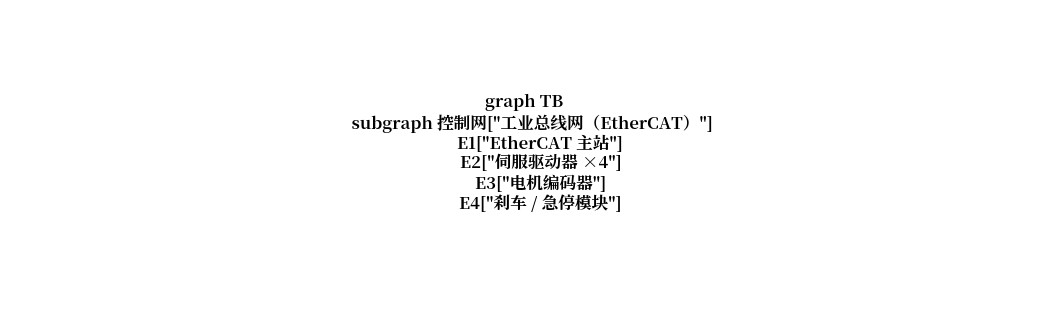 graph TB
subgraph 控制网["工业总线网（EtherCAT）"]
E1["EtherCAT 主站"]
E2["伺服驱动器 ×4"]
E3["电机编码器"]
E4["刹车 / 急停模块"]